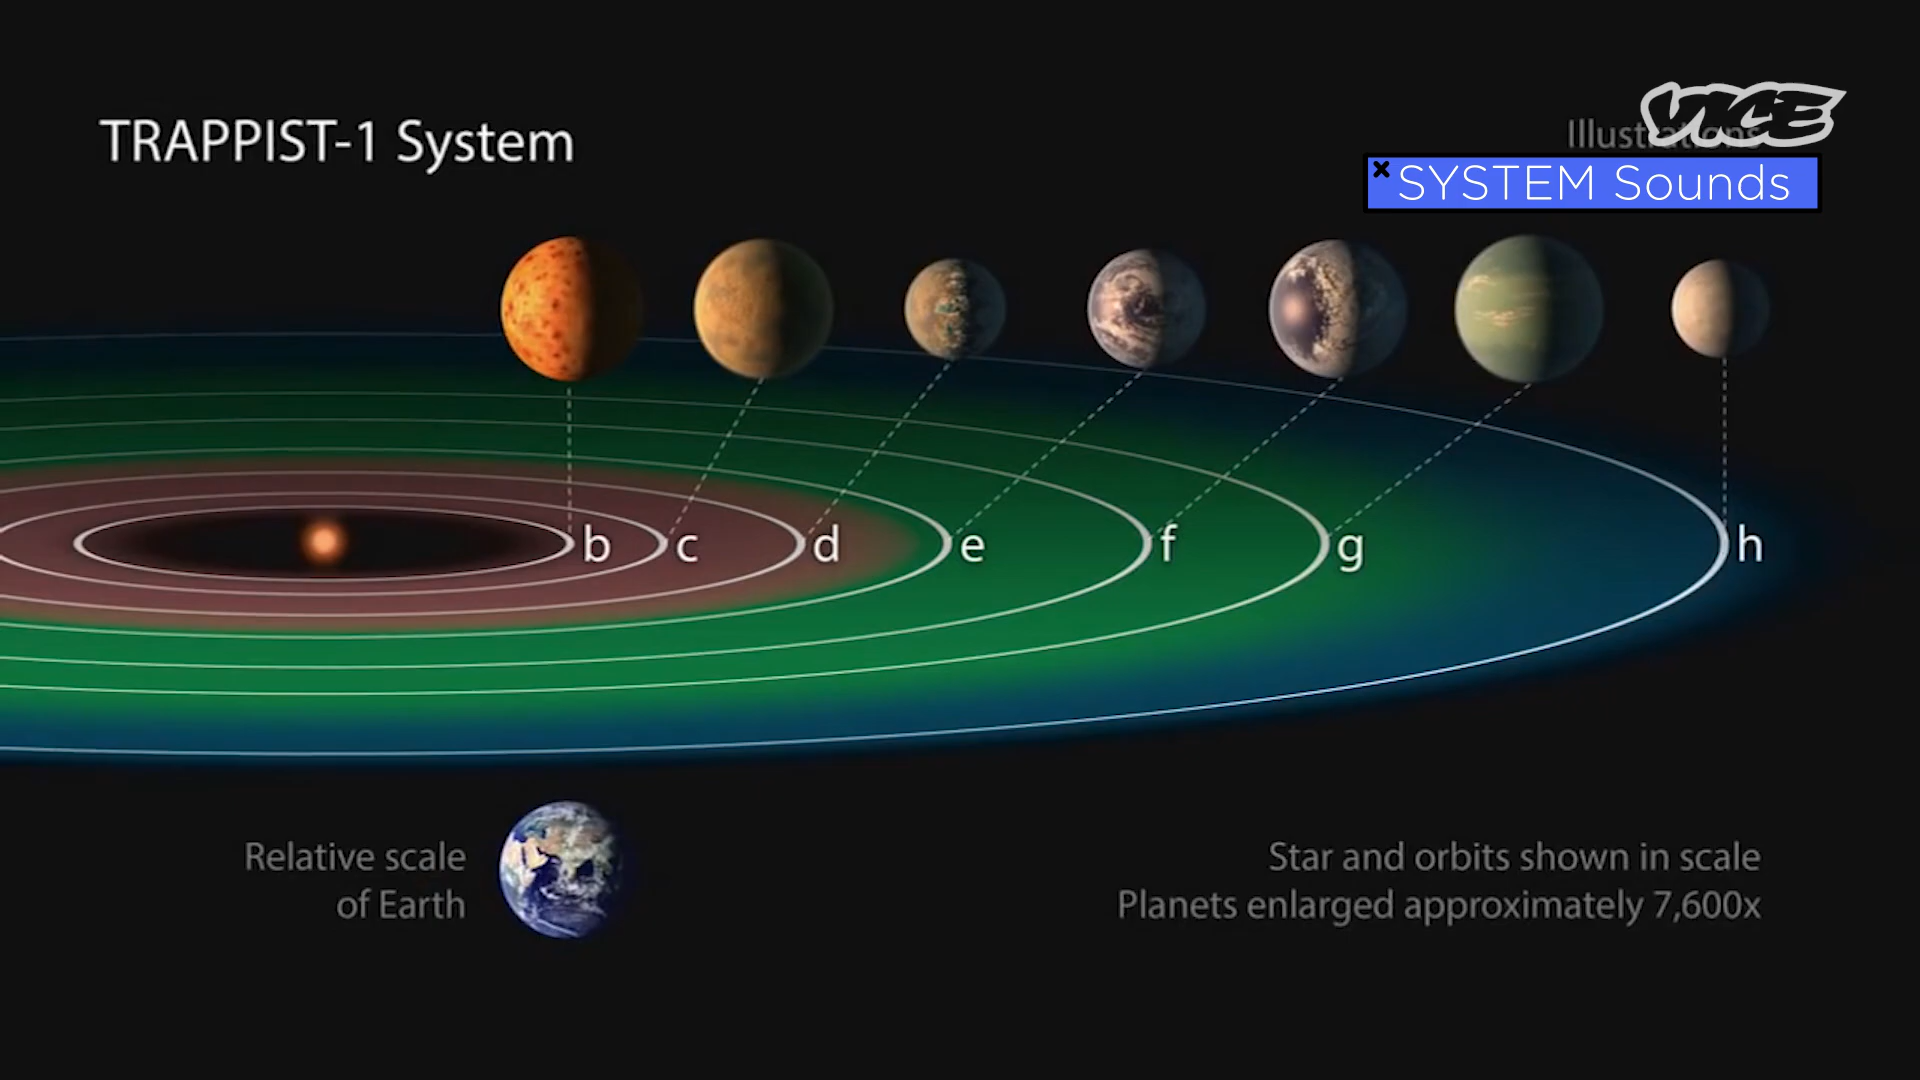 TRAPPIST-1 System
VICE
Illustrations
× SYSTEM Sounds
b c d e f g h
Relative scale
of Earth
Star and orbits shown in scale
Planets enlarged approximately 7,600x